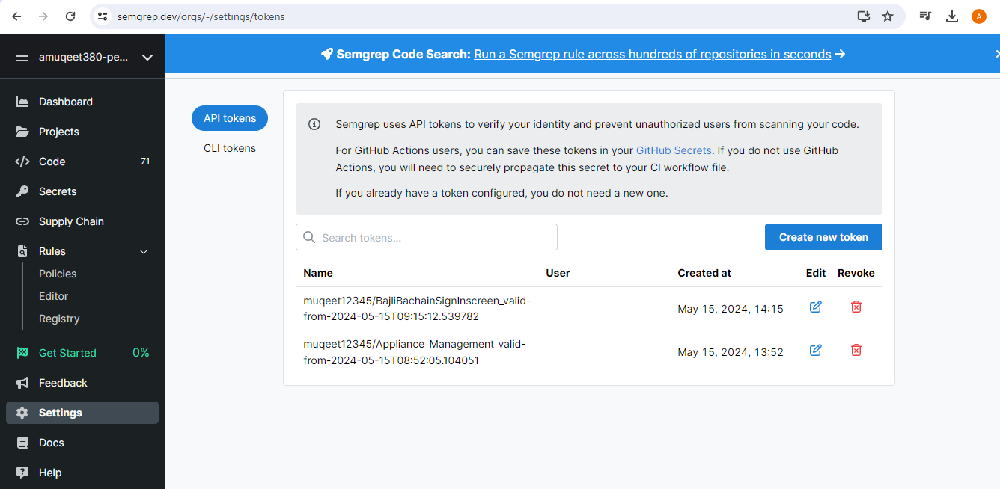 semgrep.dev/orgs/-/settings/tokens
A
amuqeet380-pe...
Semgrep Code Search: Run a Semgrep rule across hundreds of repositories in seconds
Dashboard
Projects
Code 71
Secrets
Supply Chain
Rules
Policies
Editor
Registry
Get Started 0%
Feedback
Settings
Docs
Help
API tokens
CLI tokens
Semgrep uses API tokens to verify your identity and prevent unauthorized users from scanning your code.
For GitHub Actions users, you can save these tokens in your GitHub Secrets. If you do not use GitHub
Actions, you will need to securely propagate this secret to your CI workflow file.
If you already have a token configured, you do not need a new one.
Search tokens...
Create new token
Name User Created at Edit Revoke
muqeet12345/BajliBachainSignInscreen_valid-
from-2024-05-15T09:15:12.539782
May 15, 2024, 14:15
muqeet12345/Appliance_Management_valid-
from-2024-05-15T08:52:05.104051
May 15, 2024, 13:52